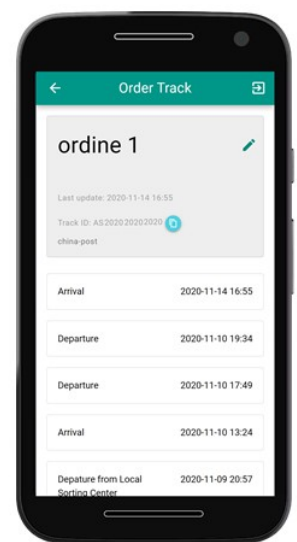 Order Track
ordine 1
Last update: 2020-11-14 16:55
Track ID: AS20202020202020
china-post
Arrival 2020-11-14 16:55
Departure 2020-11-10 19:34
Departure 2020-11-10 17:49
Arrival 2020-11-10 13:24
Depature from Local 2020-11-09 20:57
Sorting Center